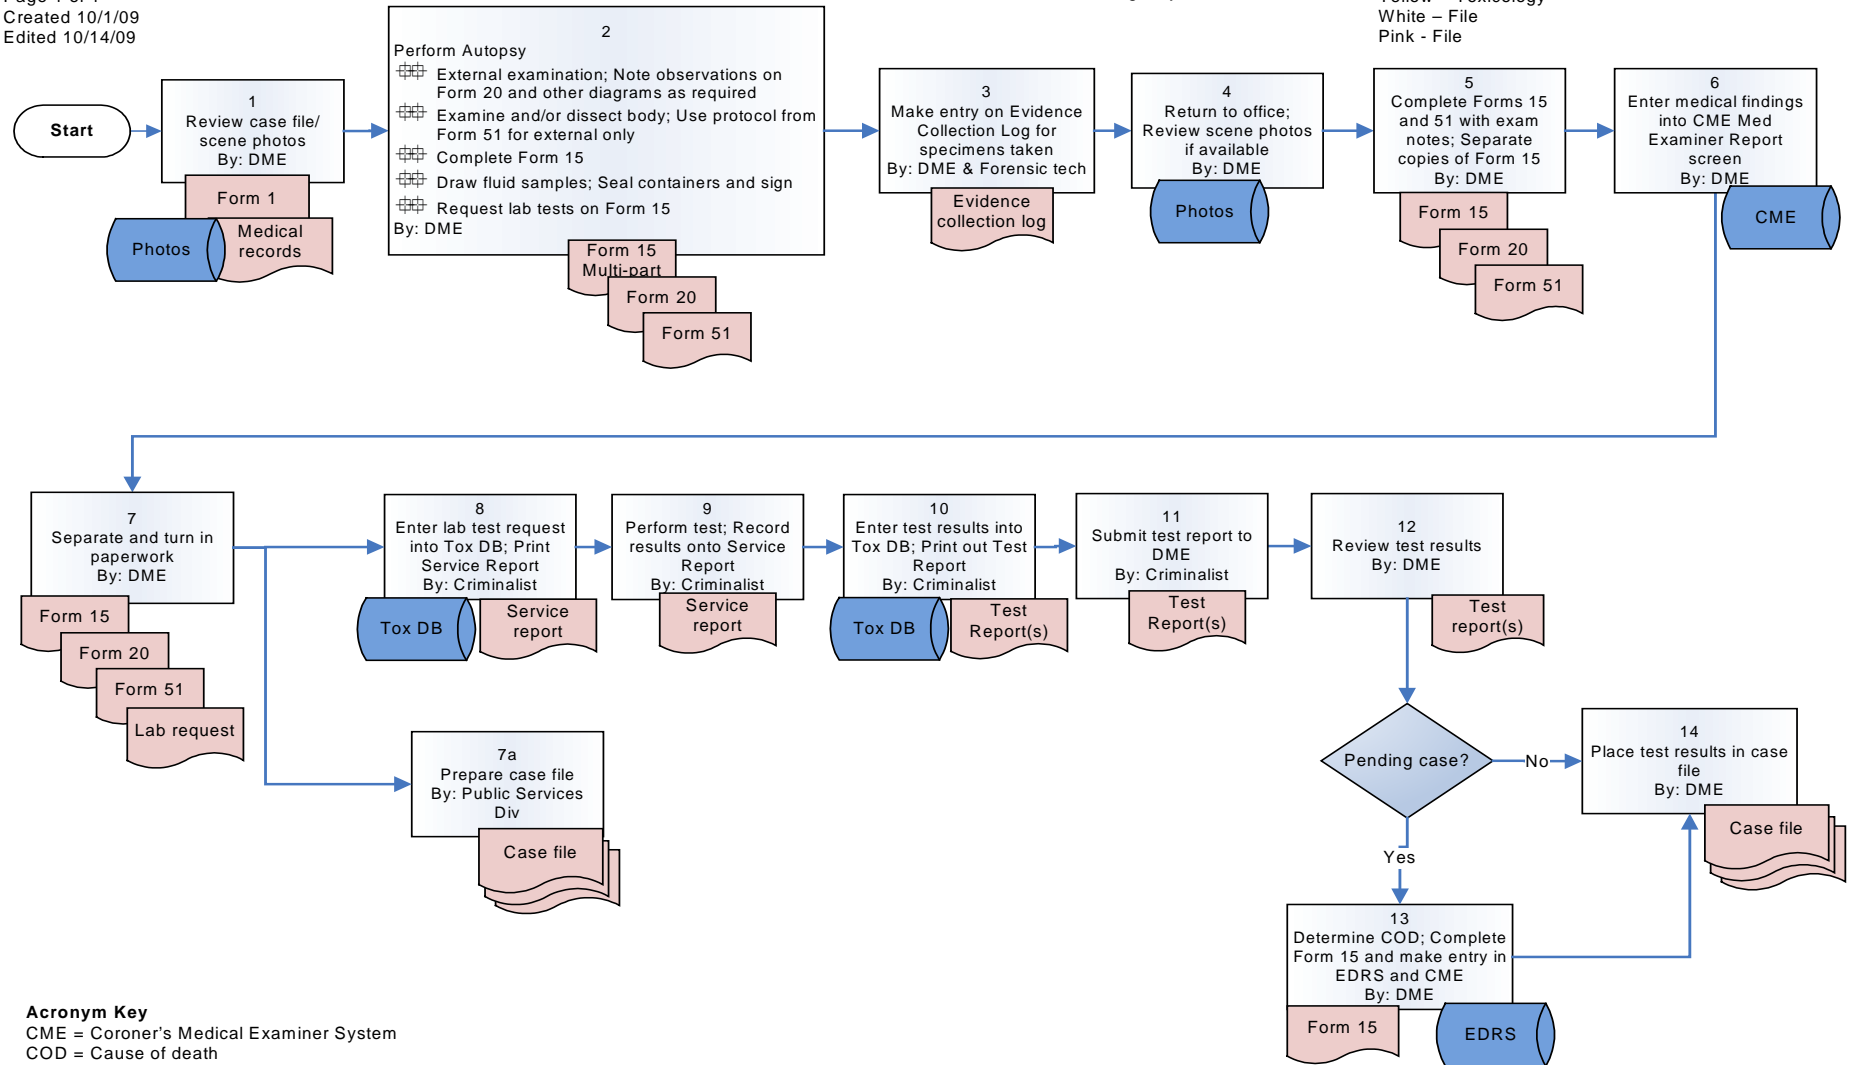 Created 10/1/09
Edited 10/14/09
White – File
Pink - File
Start
1
Review case file/
scene photos
By: DME
Form 1
Photos
Medical
records
2
Perform Autopsy
External examination; Note observations on
Form 20 and other diagrams as required
Examine and/or dissect body; Use protocol from
Form 51 for external only
Complete Form 15
Draw fluid samples; Seal containers and sign
Request lab tests on Form 15
By: DME
Form 15
Multi-part
Form 20
Form 51
3
Make entry on Evidence
Collection Log for
specimens taken
By: DME & Forensic tech
Evidence
collection log
4
Return to office;
Review scene photos
if available
By: DME
Photos
5
Complete Forms 15
and 51 with exam
notes; Separate
copies of Form 15
By: DME
Form 15
Form 20
Form 51
6
Enter medical findings
into CME Med
Examiner Report
screen
By: DME
CME
7
Separate and turn in
paperwork
By: DME
Form 15
Form 20
Form 51
Lab request
8
Enter lab test request
into Tox DB; Print
Service Report
By: Criminalist
Tox DB
Service
report
9
Perform test; Record
results onto Service
Report
By: Criminalist
Service
report
10
Enter test results into
Tox DB; Print out Test
Report
By: Criminalist
Tox DB
Test
Report(s)
11
Submit test report to
DME
By: Criminalist
Test
Report(s)
12
Review test results
By: DME
Test
report(s)
7a
Prepare case file
By: Public Services
Div
Case file
Pending case?
No
Yes
14
Place test results in case
file
By: DME
Case file
13
Determine COD; Complete
Form 15 and make entry in
EDRS and CME
By: DME
Form 15
EDRS
Acronym Key
CME = Coroner's Medical Examiner System
COD = Cause of death